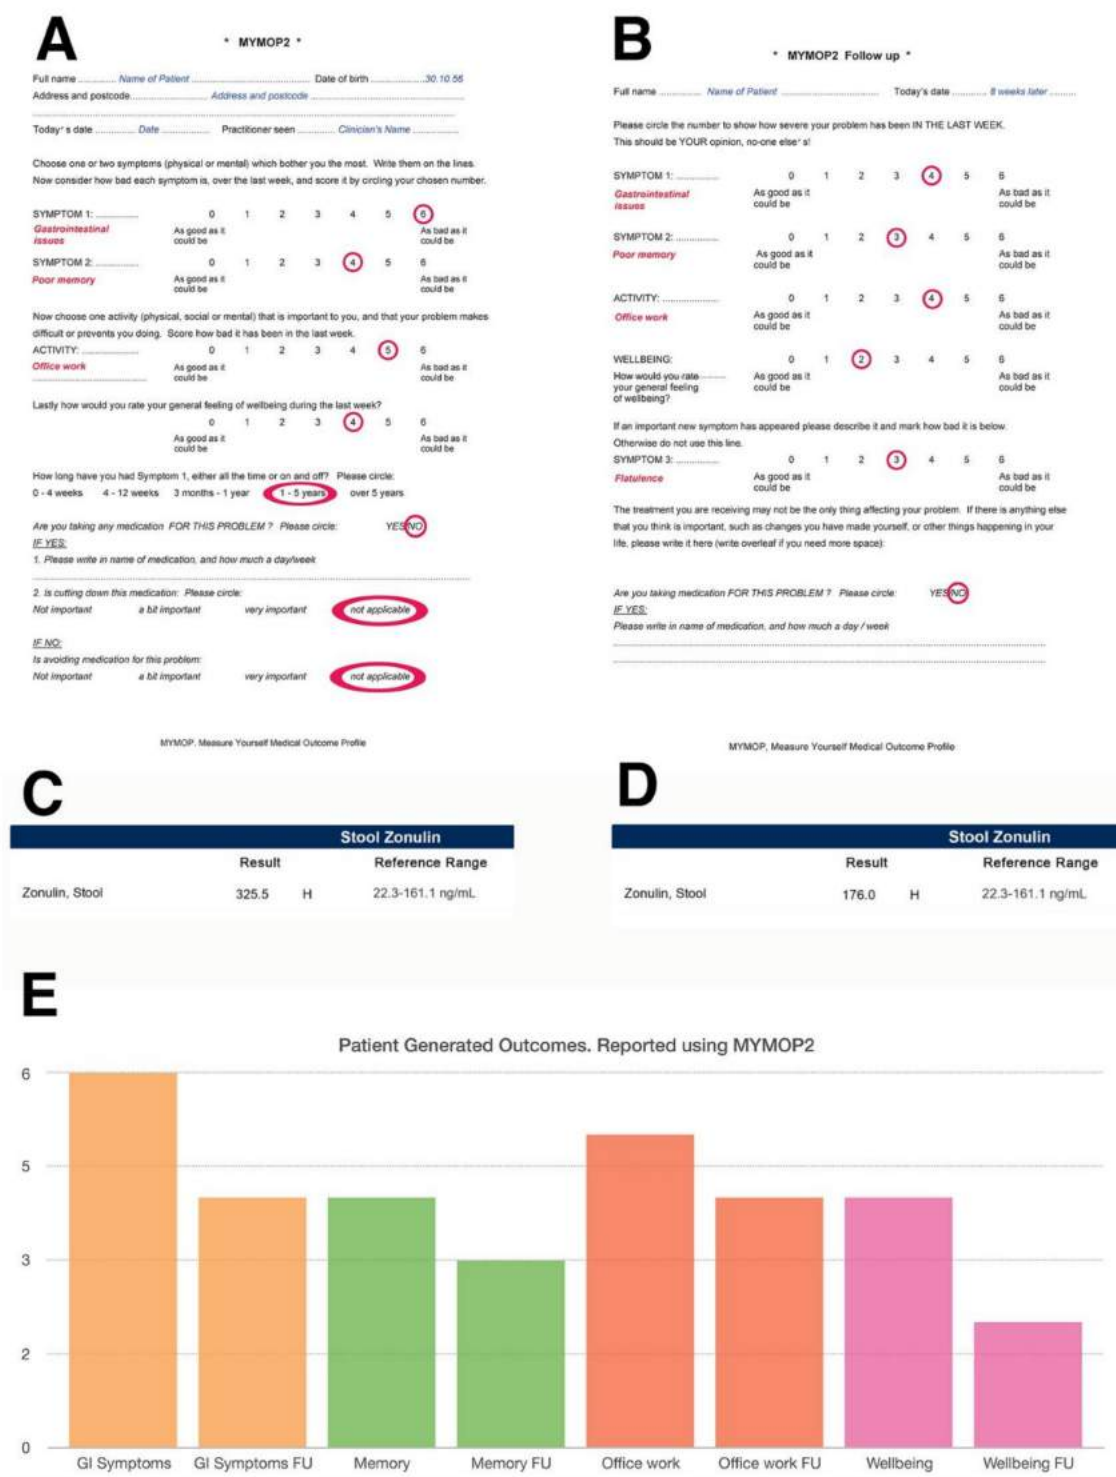 A
* MYMOP2 *
Full name .............. Name of Patient .......................................... Date of birth ....................30.10.56
Address and postcode............................ Address and postcode ......................................................
Today's date .............. Date ................. Practitioner seen ............. Clinician's Name ................
Choose one or two symptoms (physical or mental) which bother you the most. Write them on the lines.
Now consider how bad each symptom is, over the last week, and score it by circling your chosen number.
SYMPTOM 1: ................ 0 1 2 3 4 5 6
Gastrointestinal issues As good as it could be As bad as it could be
SYMPTOM 2: ................ 0 1 2 3 4 5 6
Poor memory As good as it could be As bad as it could be
Now choose one activity (physical, social or mental) that is important to you, and that your problem makes
difficult or prevents you doing. Score how bad it has been in the last week.
ACTIVITY: ....................... 0 1 2 3 4 5 6
Office work As good as it could be As bad as it could be
Lastly how would you rate your general feeling of wellbeing during the last week?
0 1 2 3 4 5 6
As good as it could be As bad as it could be
How long have you had Symptom 1, either all the time or on and off? Please circle:
0 - 4 weeks 4 - 12 weeks 3 months - 1 year 1 - 5 years over 5 years
Are you taking any medication FOR THIS PROBLEM ? Please circle: YES/NO
IF YES:
1. Please write in name of medication, and how much a day/week
2. Is cutting down this medication: Please circle:
Not important a bit important very important not applicable
IF NO:
Is avoiding medication for this problem:
Not important a bit important very important not applicable
MYMOP, Measure Yourself Medical Outcome Profile
B
* MYMOP2 Follow up *
Full name .............. Name of Patient ................................ Today's date ............ 8 weeks later .........
Please circle the number to show how severe your problem has been IN THE LAST WEEK.
This should be YOUR opinion, no-one else's!
SYMPTOM 1: ................ 0 1 2 3 4 5 6
Gastrointestinal issues As good as it could be As bad as it could be
SYMPTOM 2: ................ 0 1 2 3 4 5 6
Poor memory As good as it could be As bad as it could be
ACTIVITY: .................... 0 1 2 3 4 5 6
Office work As good as it could be As bad as it could be
WELLBEING: 0 1 2 3 4 5 6
How would you rate your general feeling of wellbeing? As good as it could be As bad as it could be
If an important new symptom has appeared please describe it and mark how bad it is below.
Otherwise do not use this line.
SYMPTOM 3: ................ 0 1 2 3 4 5 6
Flatulence As good as it could be As bad as it could be
The treatment you are receiving may not be the only thing affecting your problem. If there is anything else
that you think is important, such as changes you have made yourself, or other things happening in your
life, please write it here (write overleaf if you need more space):
Are you taking medication FOR THIS PROBLEM ? Please circle: YES/NO
IF YES:
Please write in name of medication, and how much a day / week
MYMOP, Measure Yourself Medical Outcome Profile
C
Stool Zonulin
Result Reference Range
Zonulin, Stool 325.5 H 22.3-161.1 ng/mL
D
Stool Zonulin
Result Reference Range
Zonulin, Stool 176.0 H 22.3-161.1 ng/mL
E
Patient Generated Outcomes. Reported using MYMOP2
6
5
3
2
0
GI Symptoms GI Symptoms FU Memory Memory FU Office work Office work FU Wellbeing Wellbeing FU